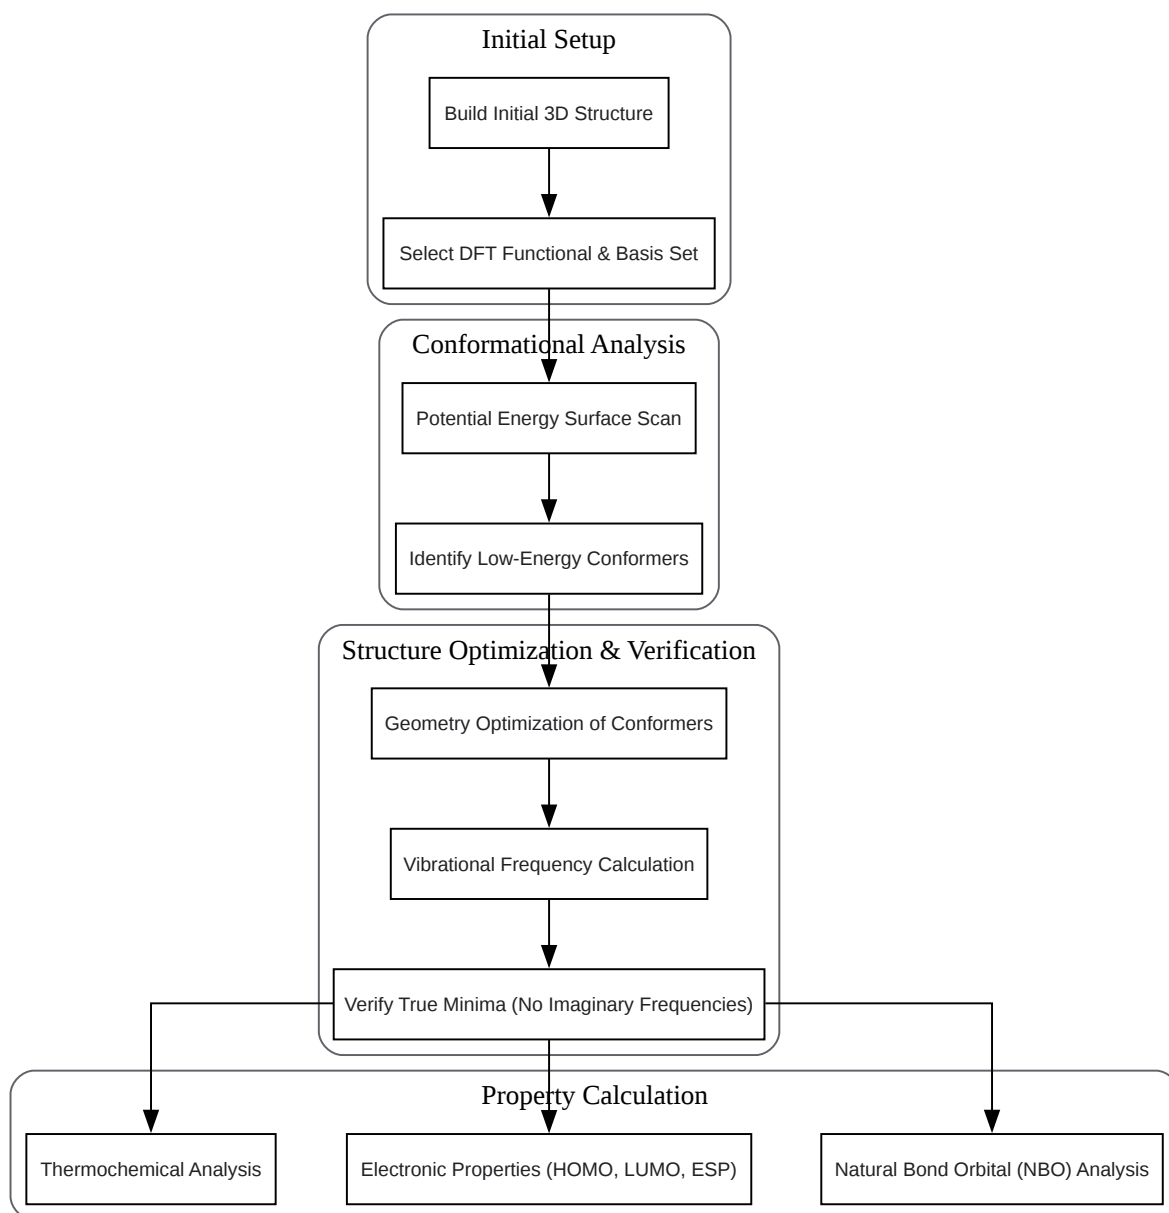 Initial Setup
Build Initial 3D Structure
Select DFT Functional & Basis Set
Conformational Analysis
Potential Energy Surface Scan
Identify Low-Energy Conformers
Structure Optimization & Verification
Geometry Optimization of Conformers
Vibrational Frequency Calculation
Verify True Minima (No Imaginary Frequencies)
Property Calculation
Thermochemical Analysis
Electronic Properties (HOMO, LUMO, ESP)
Natural Bond Orbital (NBO) Analysis